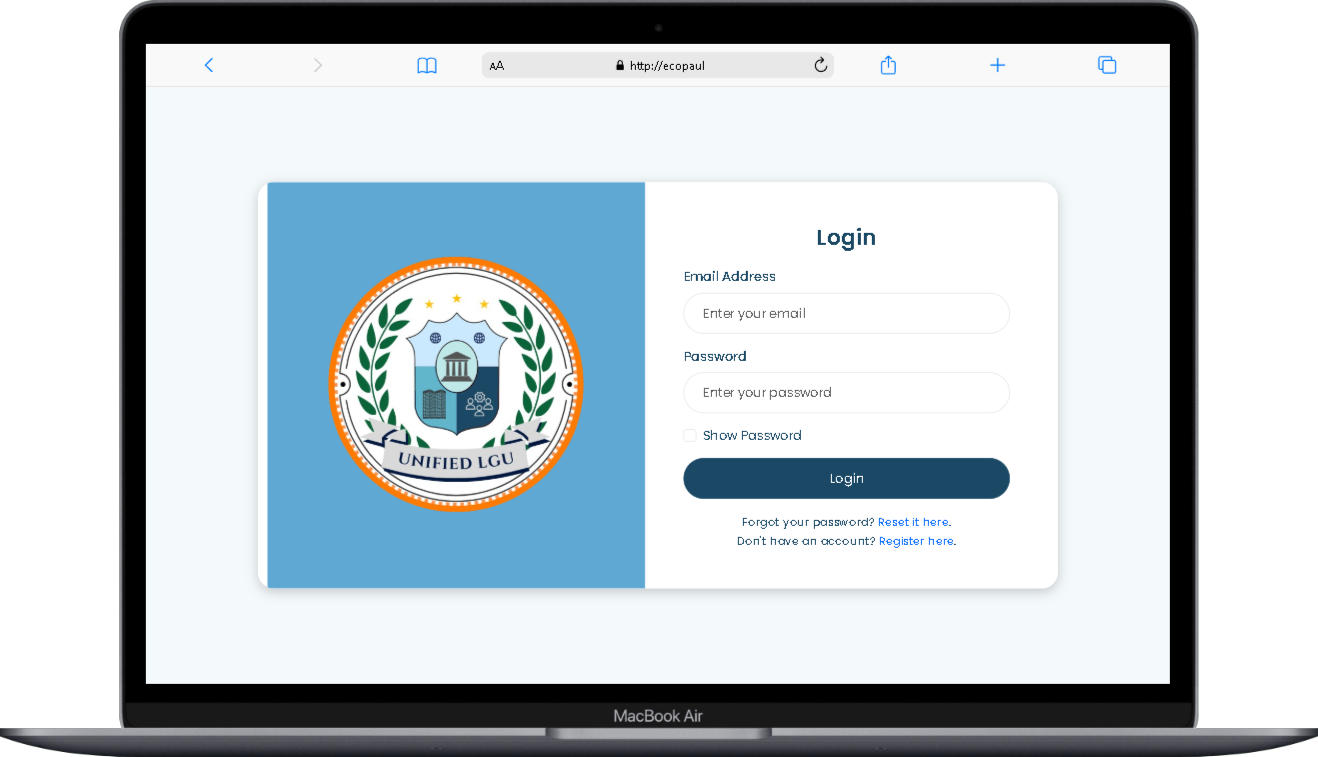 AA
http://ecopaul
Login
Email Address
Enter your email
Password
Enter your password
Show Password
Login
Forgot your password? Reset it here.
Don't have an account? Register here.
UNIFIED LGU
MacBook Air